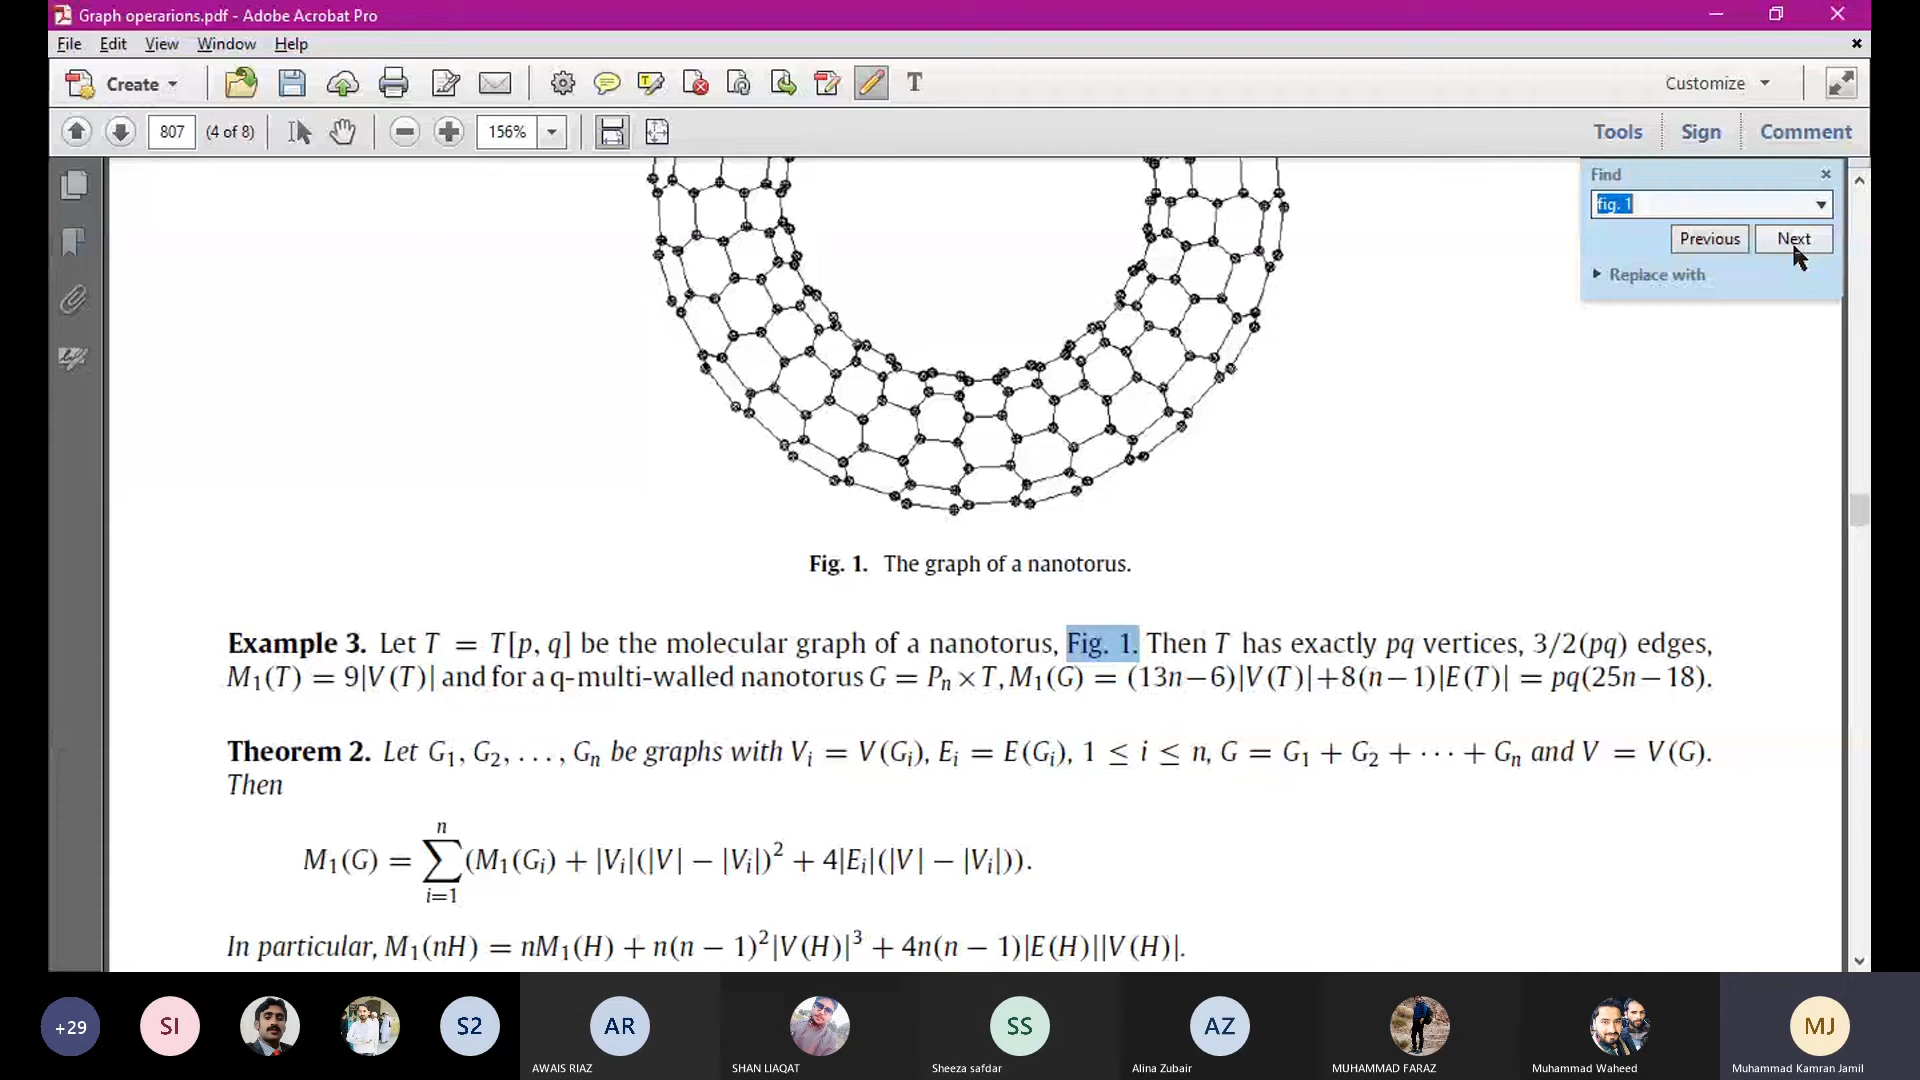 Graph operarions.pdf - Adobe Acrobat Pro
File Edit View Window Help
Create
Customize
807 (4 of 8) 156%
Tools Sign Comment
Find
fig. 1
Previous Next
Replace with
Fig. 1. The graph of a nanotorus.
Example 3. Let T = T[p, q] be the molecular graph of a nanotorus, Fig. 1. Then T has exactly pq vertices, 3/2(pq) edges,
M₁(T) = 9|V(T)| and for a q-multi-walled nanotorus G = Pₙ × T, M₁(G) = (13n−6)|V(T)|+8(n−1)|E(T)| = pq(25n−18).
Theorem 2. Let G₁, G₂, . . . , Gₙ be graphs with Vᵢ = V(Gᵢ), Eᵢ = E(Gᵢ), 1 ≤ i ≤ n, G = G₁ + G₂ + · · · + Gₙ and V = V(G).
Then
M₁(G) = ∑ᵢ₌₁ⁿ (M₁(Gᵢ) + |Vᵢ|(|V| − |Vᵢ|)² + 4|Eᵢ|(|V| − |Vᵢ|)).
In particular, M₁(nH) = nM₁(H) + n(n − 1)²|V(H)|³ + 4n(n − 1)|E(H)||V(H)|.
+29 SI S2 AR SS AZ MJ
AWAIS RIAZ SHAN LIAQAT Sheeza safdar Alina Zubair MUHAMMAD FARAZ Muhammad Waheed Muhammad Kamran Jamil